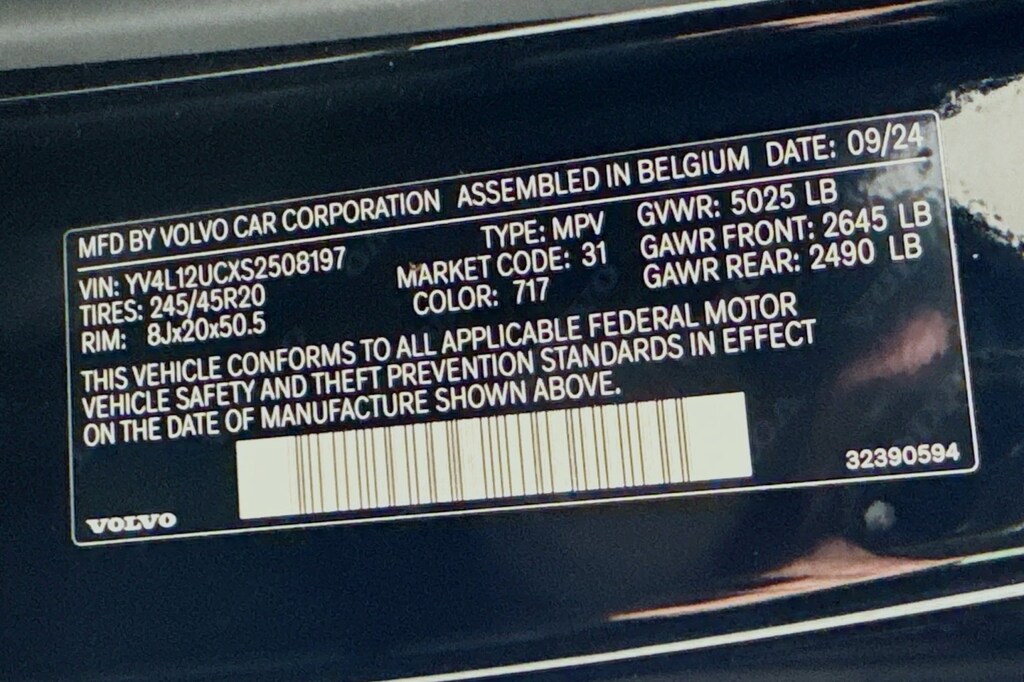 MFD BY VOLVO CAR CORPORATION ASSEMBLED IN BELGIUM DATE: 09/24
VIN: YV4L12UCXS2508197 TYPE: MPV GVWR: 5025 LB
TIRES: 245/45R20 MARKET CODE: 31 GAWR FRONT: 2645 LB
RIM: 8Jx20x50.5 COLOR: 717 GAWR REAR: 2490 LB
THIS VEHICLE CONFORMS TO ALL APPLICABLE FEDERAL MOTOR
VEHICLE SAFETY AND THEFT PREVENTION STANDARDS IN EFFECT
ON THE DATE OF MANUFACTURE SHOWN ABOVE.
VOLVO 32390594